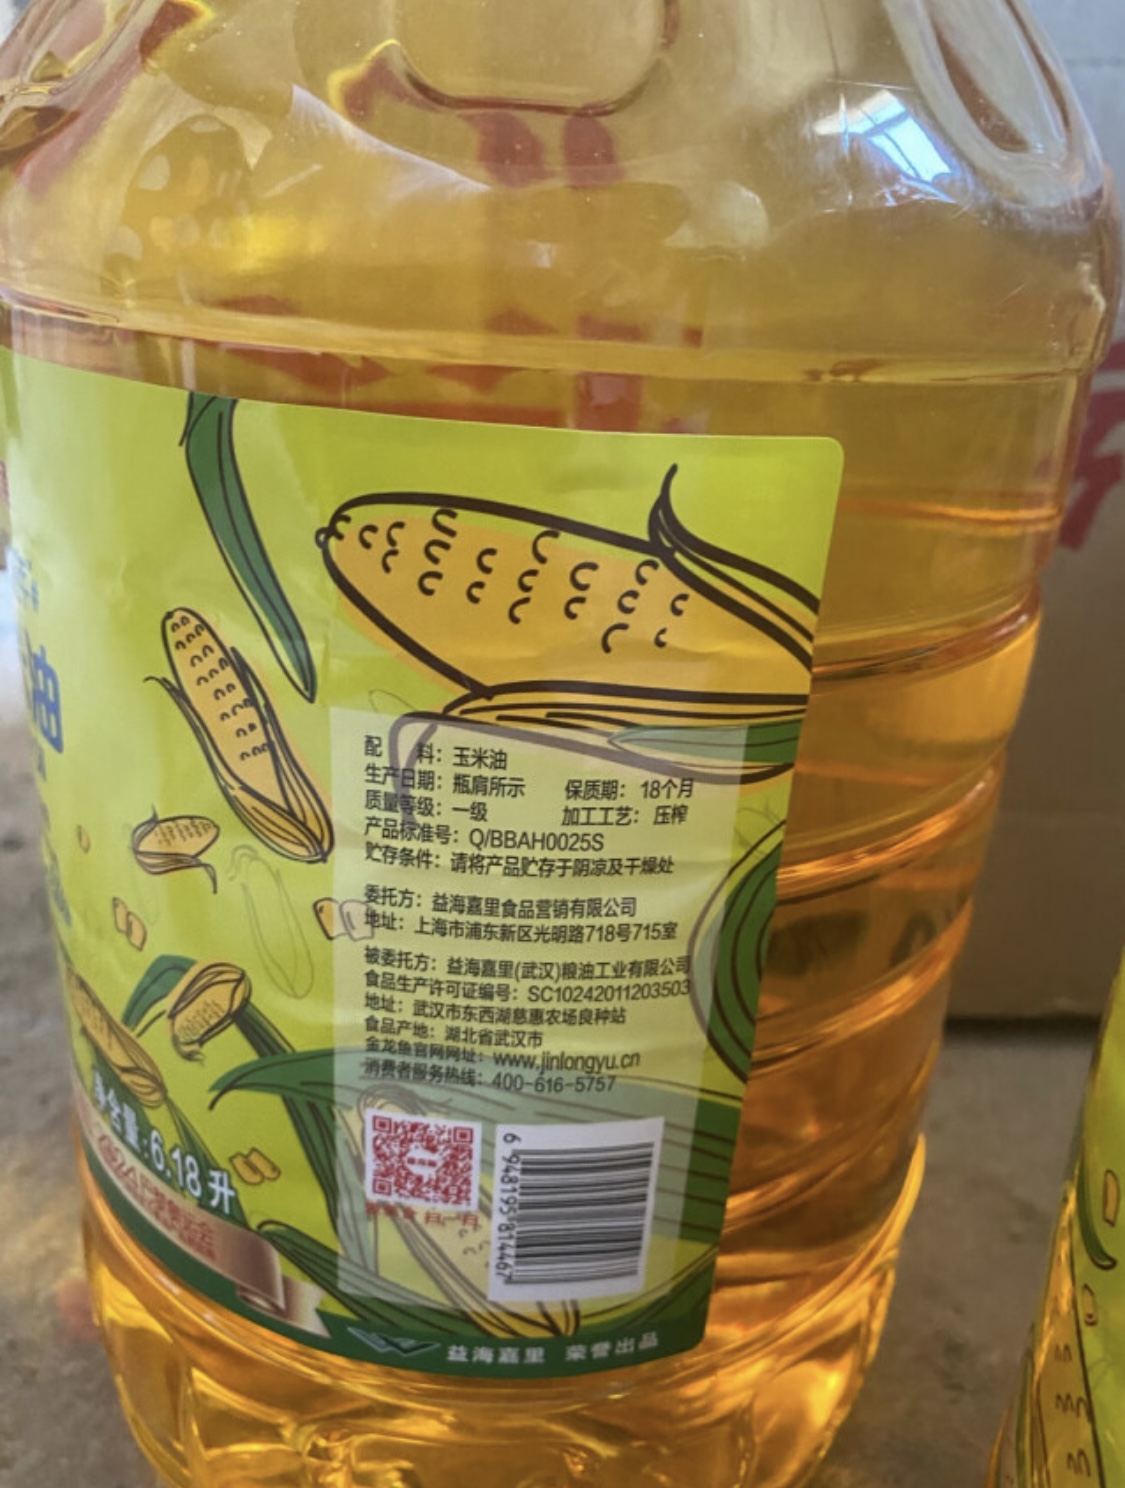 油
配 料：玉米油
生产日期：瓶肩所示 保质期：18个月
质量等级：一级 加工工艺：压榨
产品标准号：Q/BBAH0025S
贮存条件：请将产品贮存于阴凉及干燥处
委托方：益海嘉里食品营销有限公司
地址：上海市浦东新区光明路718号715室
被委托方：益海嘉里(武汉)粮油工业有限公司
食品生产许可证编号：SC10242011203503
地址：武汉市东西湖慈惠农场良种站
食品产地：湖北省武汉市
金龙鱼官网网址：www.jinlongyu.cn
消费者服务热线：400-616-5757
净含量:6.18升
6 948195 814467
益海嘉里 荣誉出品